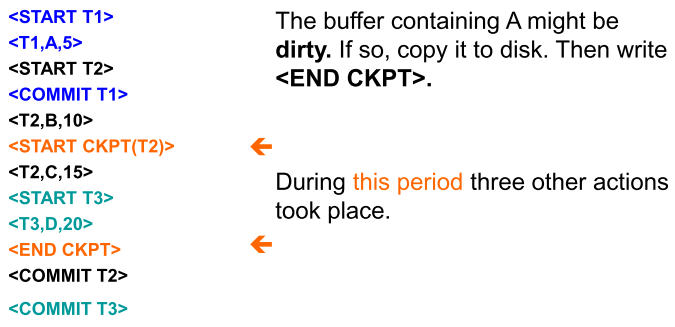 <START T1>
<T1,A,5>
<START T2>
<COMMIT T1>
<T2,B,10>
<START CKPT(T2)>
<T2,C,15>
<START T3>
<T3,D,20>
<END CKPT>
<COMMIT T2>
<COMMIT T3>
The buffer containing A might be
dirty. If so, copy it to disk. Then write
<END CKPT>.
During this period three other actions
took place.